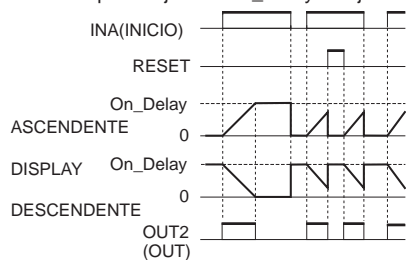 INA(INICIO)
RESET
On_Delay
ASCENDENTE
0
DISPLAY On_Delay
0
DESCENDENTE
OUT2
(OUT)